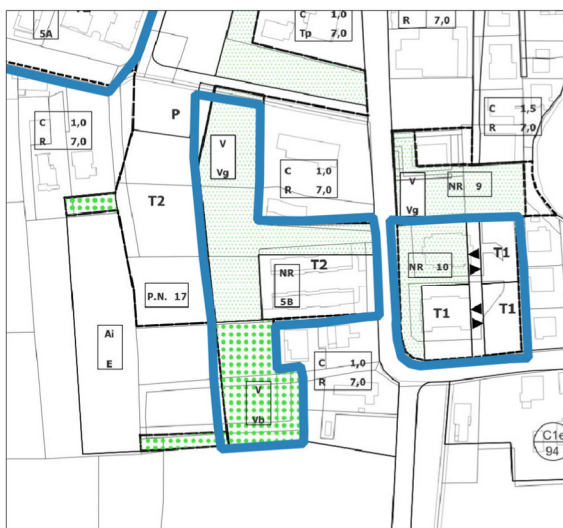 5A
C 1,0
Tp 7,0
R 7,0
C 1,0
R 7,0
P
V
Vg
C 1,0
R 7,0
C 1,5
R 7,0
NR 9
V
Vg
T2
T2
NR
5B
NR 10
T1
T1
T1
P.N. 17
Ai
E
C 1,0
R 7,0
V
Vb
C1e
94